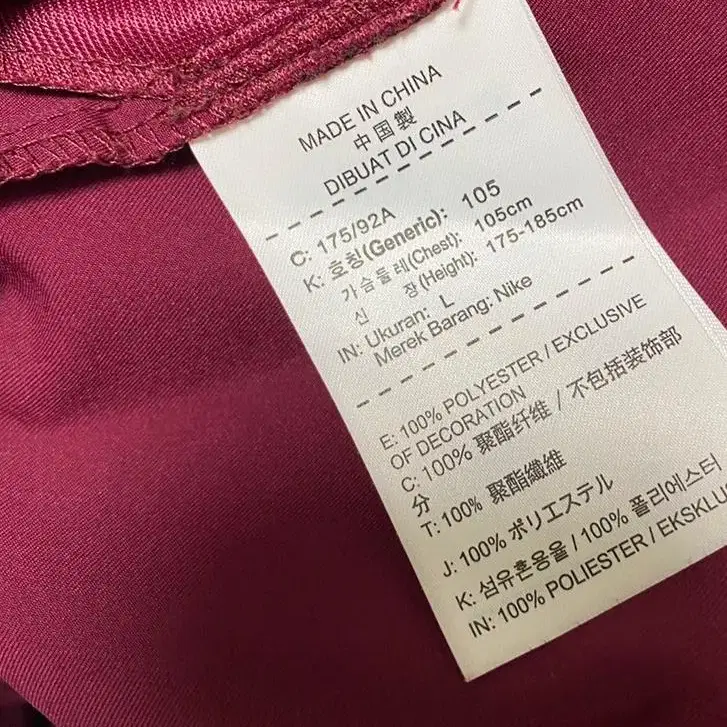 MADE IN CHINA
中国製
DIBUAT DI CINA
C: 175/92A
K: 호칭(Generic): 105
가슴둘레(Chest): 105cm
신 장(Height): 175-185cm
IN: Ukuran: L
Merek Barang: Nike
E: 100% POLYESTER / EXCLUSIVE
OF DECORATION
C: 100% 聚酯纤维 / 不包括装饰部
分
T: 100% 聚酯纖維
J: 100% ポリエステル
K: 섬유혼용율 / 100% 폴리에스터
IN: 100% POLIESTER / EKSKLU